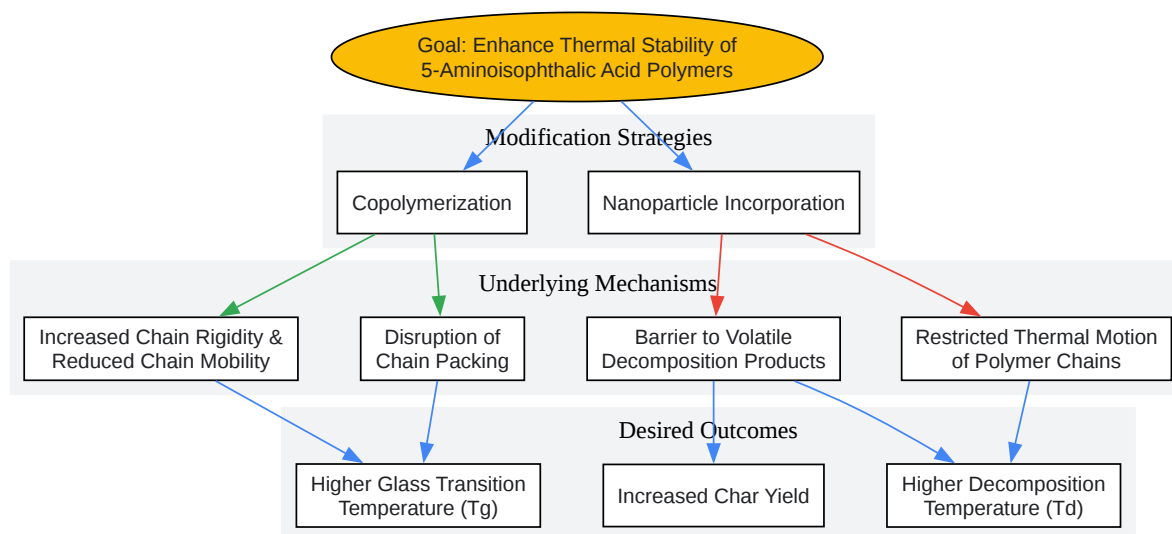 Goal: Enhance Thermal Stability of
5-Aminoisophthalic Acid Polymers
Modification Strategies
Copolymerization
Nanoparticle Incorporation
Underlying Mechanisms
Increased Chain Rigidity &
Reduced Chain Mobility
Disruption of
Chain Packing
Barrier to Volatile
Decomposition Products
Restricted Thermal Motion
of Polymer Chains
Desired Outcomes
Higher Glass Transition
Temperature (Tg)
Increased Char Yield
Higher Decomposition
Temperature (Td)